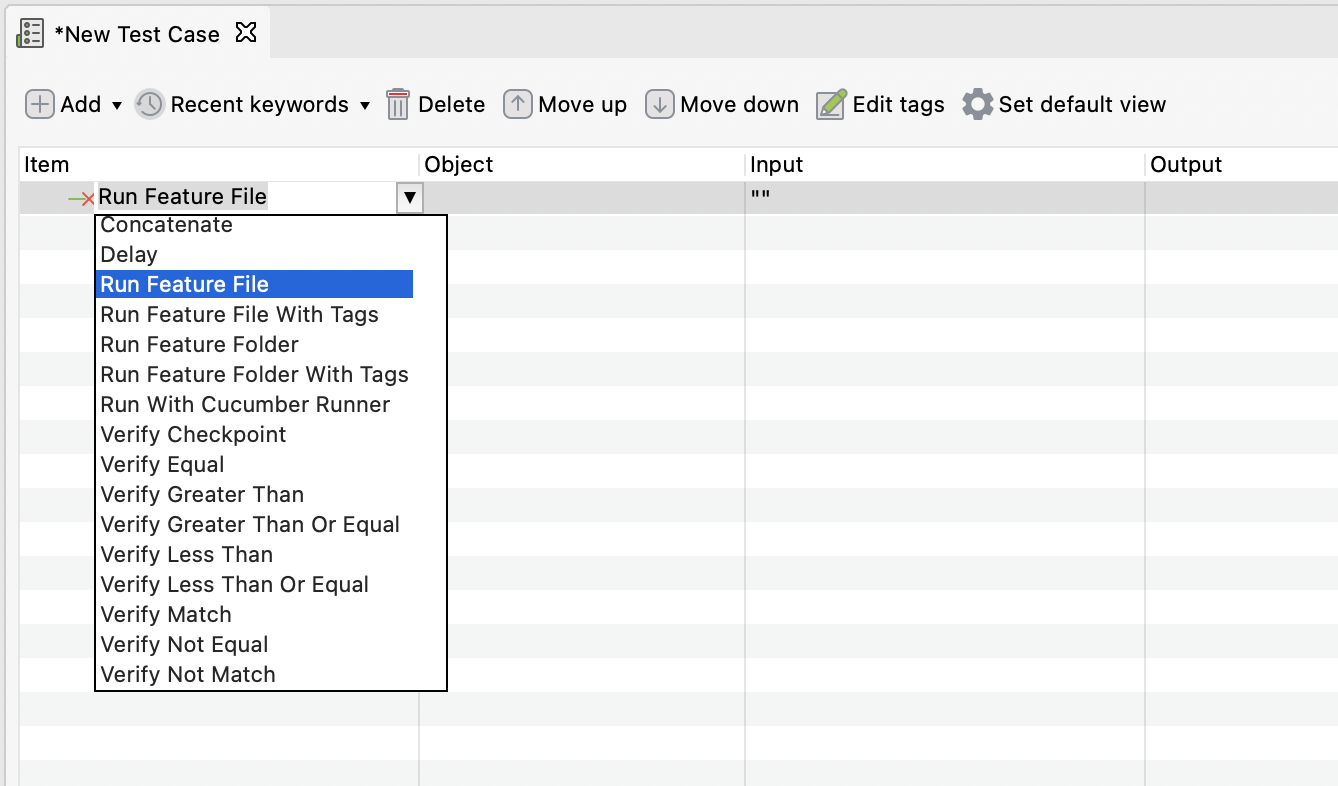 *New Test Case
Add Recent keywords Delete Move up Move down Edit tags Set default view
Item Object Input Output
Run Feature File ""
Concatenate
Delay
Run Feature File
Run Feature File With Tags
Run Feature Folder
Run Feature Folder With Tags
Run With Cucumber Runner
Verify Checkpoint
Verify Equal
Verify Greater Than
Verify Greater Than Or Equal
Verify Less Than
Verify Less Than Or Equal
Verify Match
Verify Not Equal
Verify Not Match